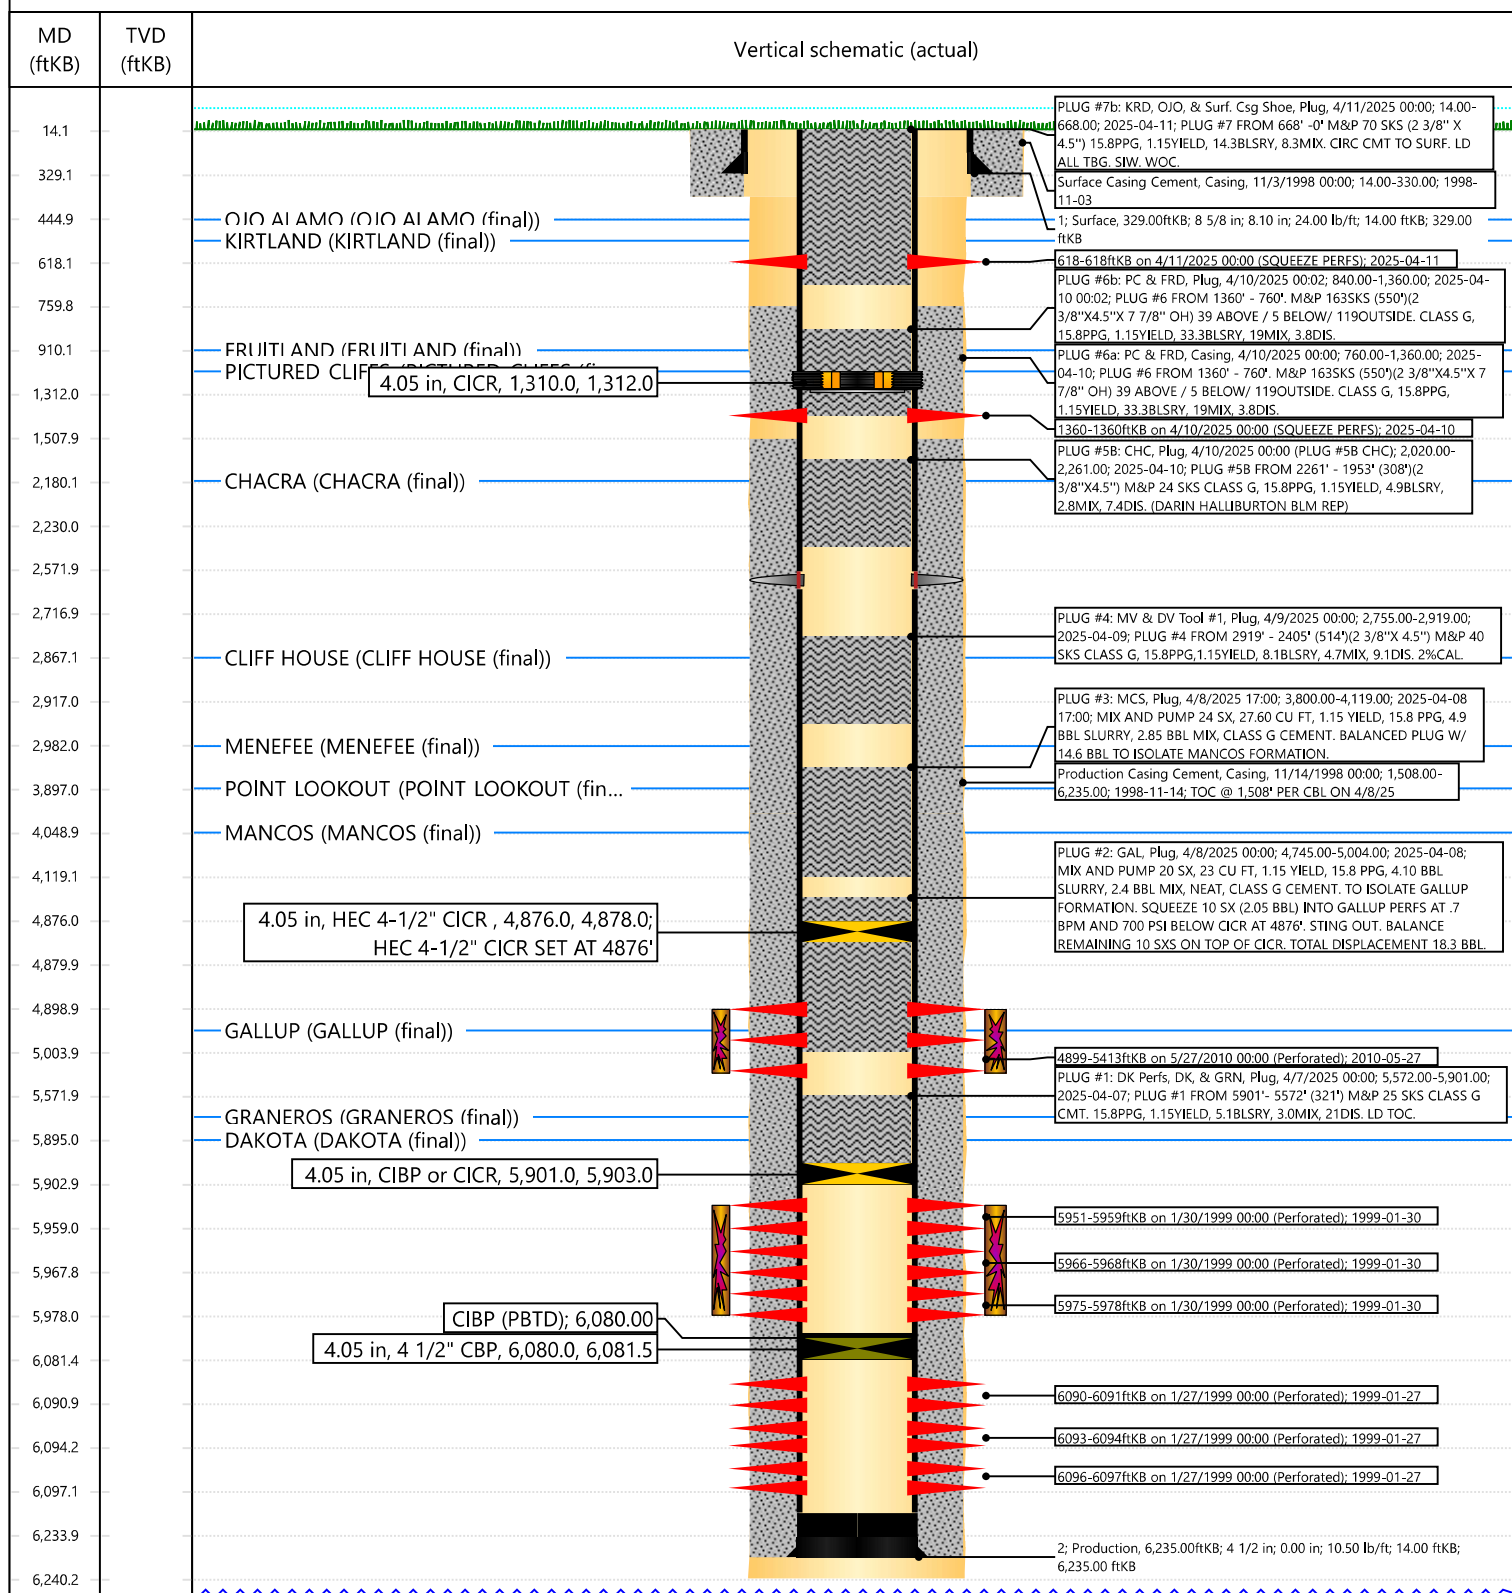 MD
(ftKB)
TVD
(ftKB)
Vertical schematic (actual)
14.1
329.1
444.9
618.1
759.8
910.1
1,312.0
1,507.9
2,180.1
2,230.0
2,571.9
2,716.9
2,867.1
2,917.0
2,982.0
3,897.0
4,048.9
4,119.1
4,876.0
4,879.9
4,898.9
5,003.9
5,571.9
5,895.0
5,902.9
5,959.0
5,967.8
5,978.0
6,081.4
6,090.9
6,094.2
6,097.1
6,233.9
6,240.2
OJO ALAMO (OJO ALAMO (final))
KIRTLAND (KIRTLAND (final))
FRUITLAND (FRUITLAND (final))
PICTURED CLIFFS (PICTURED CLIFFS (fin...
4.05 in, CICR, 1,310.0, 1,312.0
CHACRA (CHACRA (final))
CLIFF HOUSE (CLIFF HOUSE (final))
MENEFEE (MENEFEE (final))
POINT LOOKOUT (POINT LOOKOUT (fin...
MANCOS (MANCOS (final))
4.05 in, HEC 4-1/2" CICR , 4,876.0, 4,878.0;
HEC 4-1/2" CICR SET AT 4876'
GALLUP (GALLUP (final))
GRANEROS (GRANEROS (final))
DAKOTA (DAKOTA (final))
4.05 in, CIBP or CICR, 5,901.0, 5,903.0
CIBP (PBTD); 6,080.00
4.05 in, 4 1/2" CBP, 6,080.0, 6,081.5
PLUG #7b: KRD, OJO, & Surf. Csg Shoe, Plug, 4/11/2025 00:00; 14.00-
668.00; 2025-04-11; PLUG #7 FROM 668' -0' M&P 70 SKS (2 3/8" X
4.5") 15.8PPG, 1.15YIELD, 14.3BLSRY, 8.3MIX. CIRC CMT TO SURF. LD
ALL TBG. SIW. WOC.
Surface Casing Cement, Casing, 11/3/1998 00:00; 14.00-330.00; 1998-
11-03
1; Surface, 329.00ftKB; 8 5/8 in; 8.10 in; 24.00 lb/ft; 14.00 ftKB; 329.00
ftKB
618-618ftKB on 4/11/2025 00:00 (SQUEEZE PERFS); 2025-04-11
PLUG #6b: PC & FRD, Plug, 4/10/2025 00:02; 840.00-1,360.00; 2025-04-
10 00:02; PLUG #6 FROM 1360' - 760'. M&P 163SKS (550')(2
3/8"X4.5"X 7 7/8" OH) 39 ABOVE / 5 BELOW/ 119OUTSIDE. CLASS G,
15.8PPG, 1.15YIELD, 33.3BLSRY, 19MIX, 3.8DIS.
PLUG #6a: PC & FRD, Casing, 4/10/2025 00:00; 760.00-1,360.00; 2025-
04-10; PLUG #6 FROM 1360' - 760'. M&P 163SKS (550')(2 3/8"X4.5"X 7
7/8" OH) 39 ABOVE / 5 BELOW/ 119OUTSIDE. CLASS G, 15.8PPG,
1.15YIELD, 33.3BLSRY, 19MIX, 3.8DIS.
1360-1360ftKB on 4/10/2025 00:00 (SQUEEZE PERFS); 2025-04-10
PLUG #5B: CHC, Plug, 4/10/2025 00:00 (PLUG #5B CHC); 2,020.00-
2,261.00; 2025-04-10; PLUG #5B FROM 2261' - 1953' (308')(2
3/8"X4.5") M&P 24 SKS CLASS G, 15.8PPG, 1.15YIELD, 4.9BLSRY,
2.8MIX, 7.4DIS. (DARIN HALLIBURTON BLM REP)
PLUG #4: MV & DV Tool #1, Plug, 4/9/2025 00:00; 2,755.00-2,919.00;
2025-04-09; PLUG #4 FROM 2919' - 2405' (514')(2 3/8"X 4.5") M&P 40
SKS CLASS G, 15.8PPG,1.15YIELD, 8.1BLSRY, 4.7MIX, 9.1DIS. 2%CAL.
PLUG #3: MCS, Plug, 4/8/2025 17:00; 3,800.00-4,119.00; 2025-04-08
17:00; MIX AND PUMP 24 SX, 27.60 CU FT, 1.15 YIELD, 15.8 PPG, 4.9
BBL SLURRY, 2.85 BBL MIX, CLASS G CEMENT. BALANCED PLUG W/
14.6 BBL TO ISOLATE MANCOS FORMATION.
Production Casing Cement, Casing, 11/14/1998 00:00; 1,508.00-
6,235.00; 1998-11-14; TOC @ 1,508' PER CBL ON 4/8/25
PLUG #2: GAL, Plug, 4/8/2025 00:00; 4,745.00-5,004.00; 2025-04-08;
MIX AND PUMP 20 SX, 23 CU FT, 1.15 YIELD, 15.8 PPG, 4.10 BBL
SLURRY, 2.4 BBL MIX, NEAT, CLASS G CEMENT. TO ISOLATE GALLUP
FORMATION. SQUEEZE 10 SX (2.05 BBL) INTO GALLUP PERFS AT .7
BPM AND 700 PSI BELOW CICR AT 4876'. STING OUT. BALANCE
REMAINING 10 SXS ON TOP OF CICR. TOTAL DISPLACEMENT 18.3 BBL.
4899-5413ftKB on 5/27/2010 00:00 (Perforated); 2010-05-27
PLUG #1: DK Perfs, DK, & GRN, Plug, 4/7/2025 00:00; 5,572.00-5,901.00;
2025-04-07; PLUG #1 FROM 5901'- 5572' (321') M&P 25 SKS CLASS G
CMT. 15.8PPG, 1.15YIELD, 5.1BLSRY, 3.0MIX, 21DIS. LD TOC.
5951-5959ftKB on 1/30/1999 00:00 (Perforated); 1999-01-30
5966-5968ftKB on 1/30/1999 00:00 (Perforated); 1999-01-30
5975-5978ftKB on 1/30/1999 00:00 (Perforated); 1999-01-30
6090-6091ftKB on 1/27/1999 00:00 (Perforated); 1999-01-27
6093-6094ftKB on 1/27/1999 00:00 (Perforated); 1999-01-27
6096-6097ftKB on 1/27/1999 00:00 (Perforated); 1999-01-27
2; Production, 6,235.00ftKB; 4 1/2 in; 0.00 in; 10.50 lb/ft; 14.00 ftKB;
6,235.00 ftKB